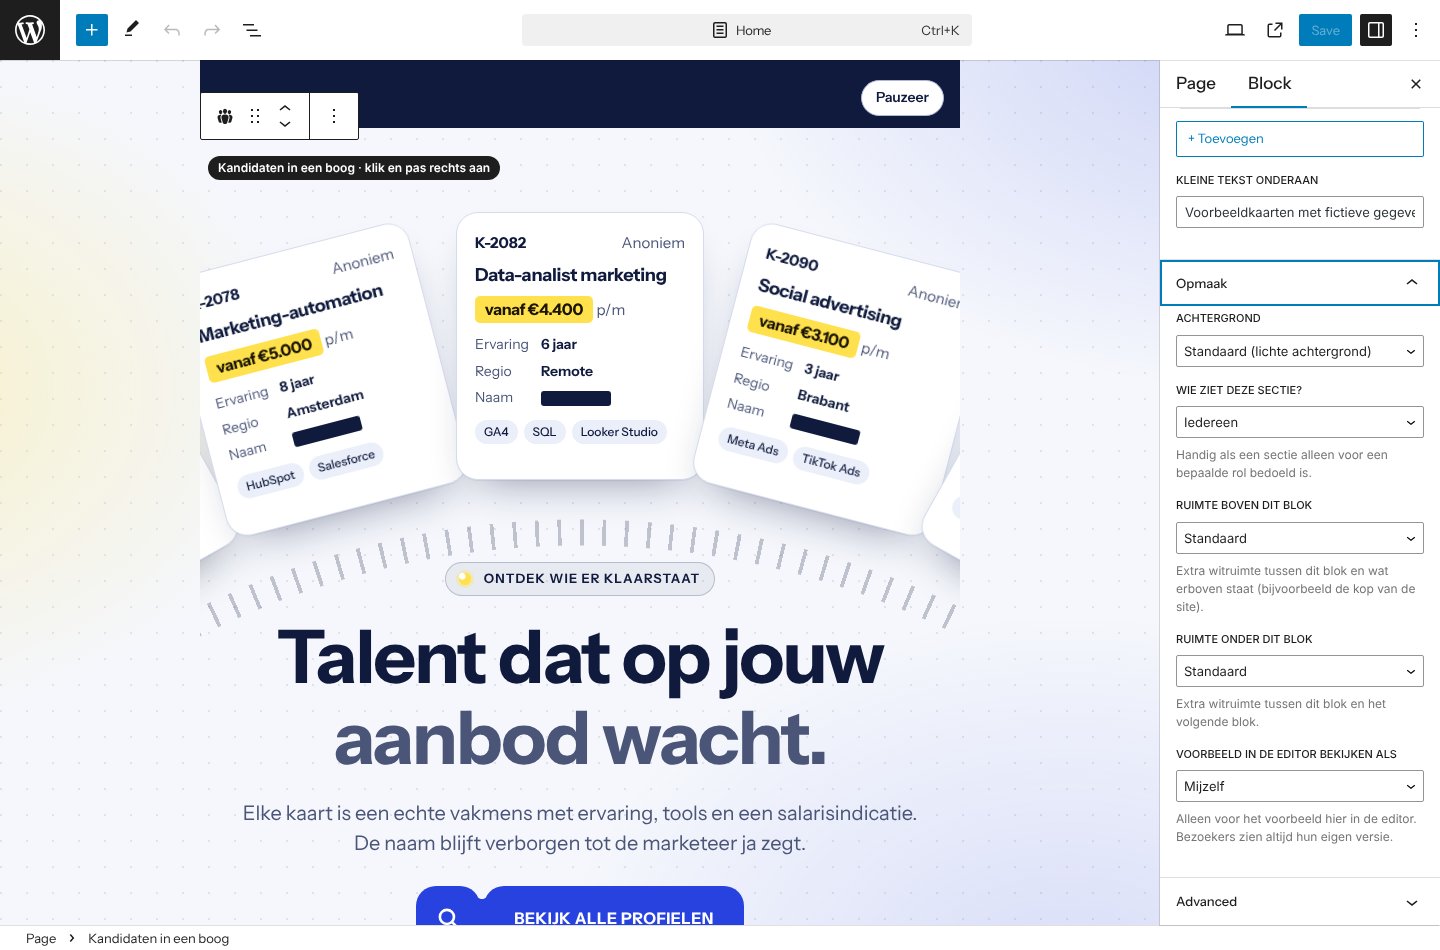 Home
Ctrl+K
Save
Pauzeer
Kandidaten in een boog · klik en pas rechts aan
-2078
Anoniem
Marketing-automation
vanaf €5.000 p/m
Ervaring 8 jaar
Regio Amsterdam
Naam
HubSpot Salesforce
K-2082 Anoniem
Data-analist marketing
vanaf €4.400 p/m
Ervaring 6 jaar
Regio Remote
Naam
GA4 SQL Looker Studio
K-2090
Anoniem
Social advertising
vanaf €3.100 p/m
Ervaring 3 jaar
Regio Brabant
Naam
Meta Ads TikTok Ads
ONTDEK WIE ER KLAARSTAAT
Talent dat op jouw
aanbod wacht.
Elke kaart is een echte vakmens met ervaring, tools en een salarisindicatie.
De naam blijft verborgen tot de marketeer ja zegt.
BEKIJK ALLE PROFIELEN
Page Block
+ Toevoegen
KLEINE TEKST ONDERAAN
Voorbeeldkaarten met fictieve gegeve
Opmaak
ACHTERGROND
Standaard (lichte achtergrond)
WIE ZIET DEZE SECTIE?
Iedereen
Handig als een sectie alleen voor een
bepaalde rol bedoeld is.
RUIMTE BOVEN DIT BLOK
Standaard
Extra witruimte tussen dit blok en wat
erboven staat (bijvoorbeeld de kop van de
site).
RUIMTE ONDER DIT BLOK
Standaard
Extra witruimte tussen dit blok en het
volgende blok.
VOORBEELD IN DE EDITOR BEKIJKEN ALS
Mijzelf
Alleen voor het voorbeeld hier in de editor.
Bezoekers zien altijd hun eigen versie.
Advanced
Page Kandidaten in een boog